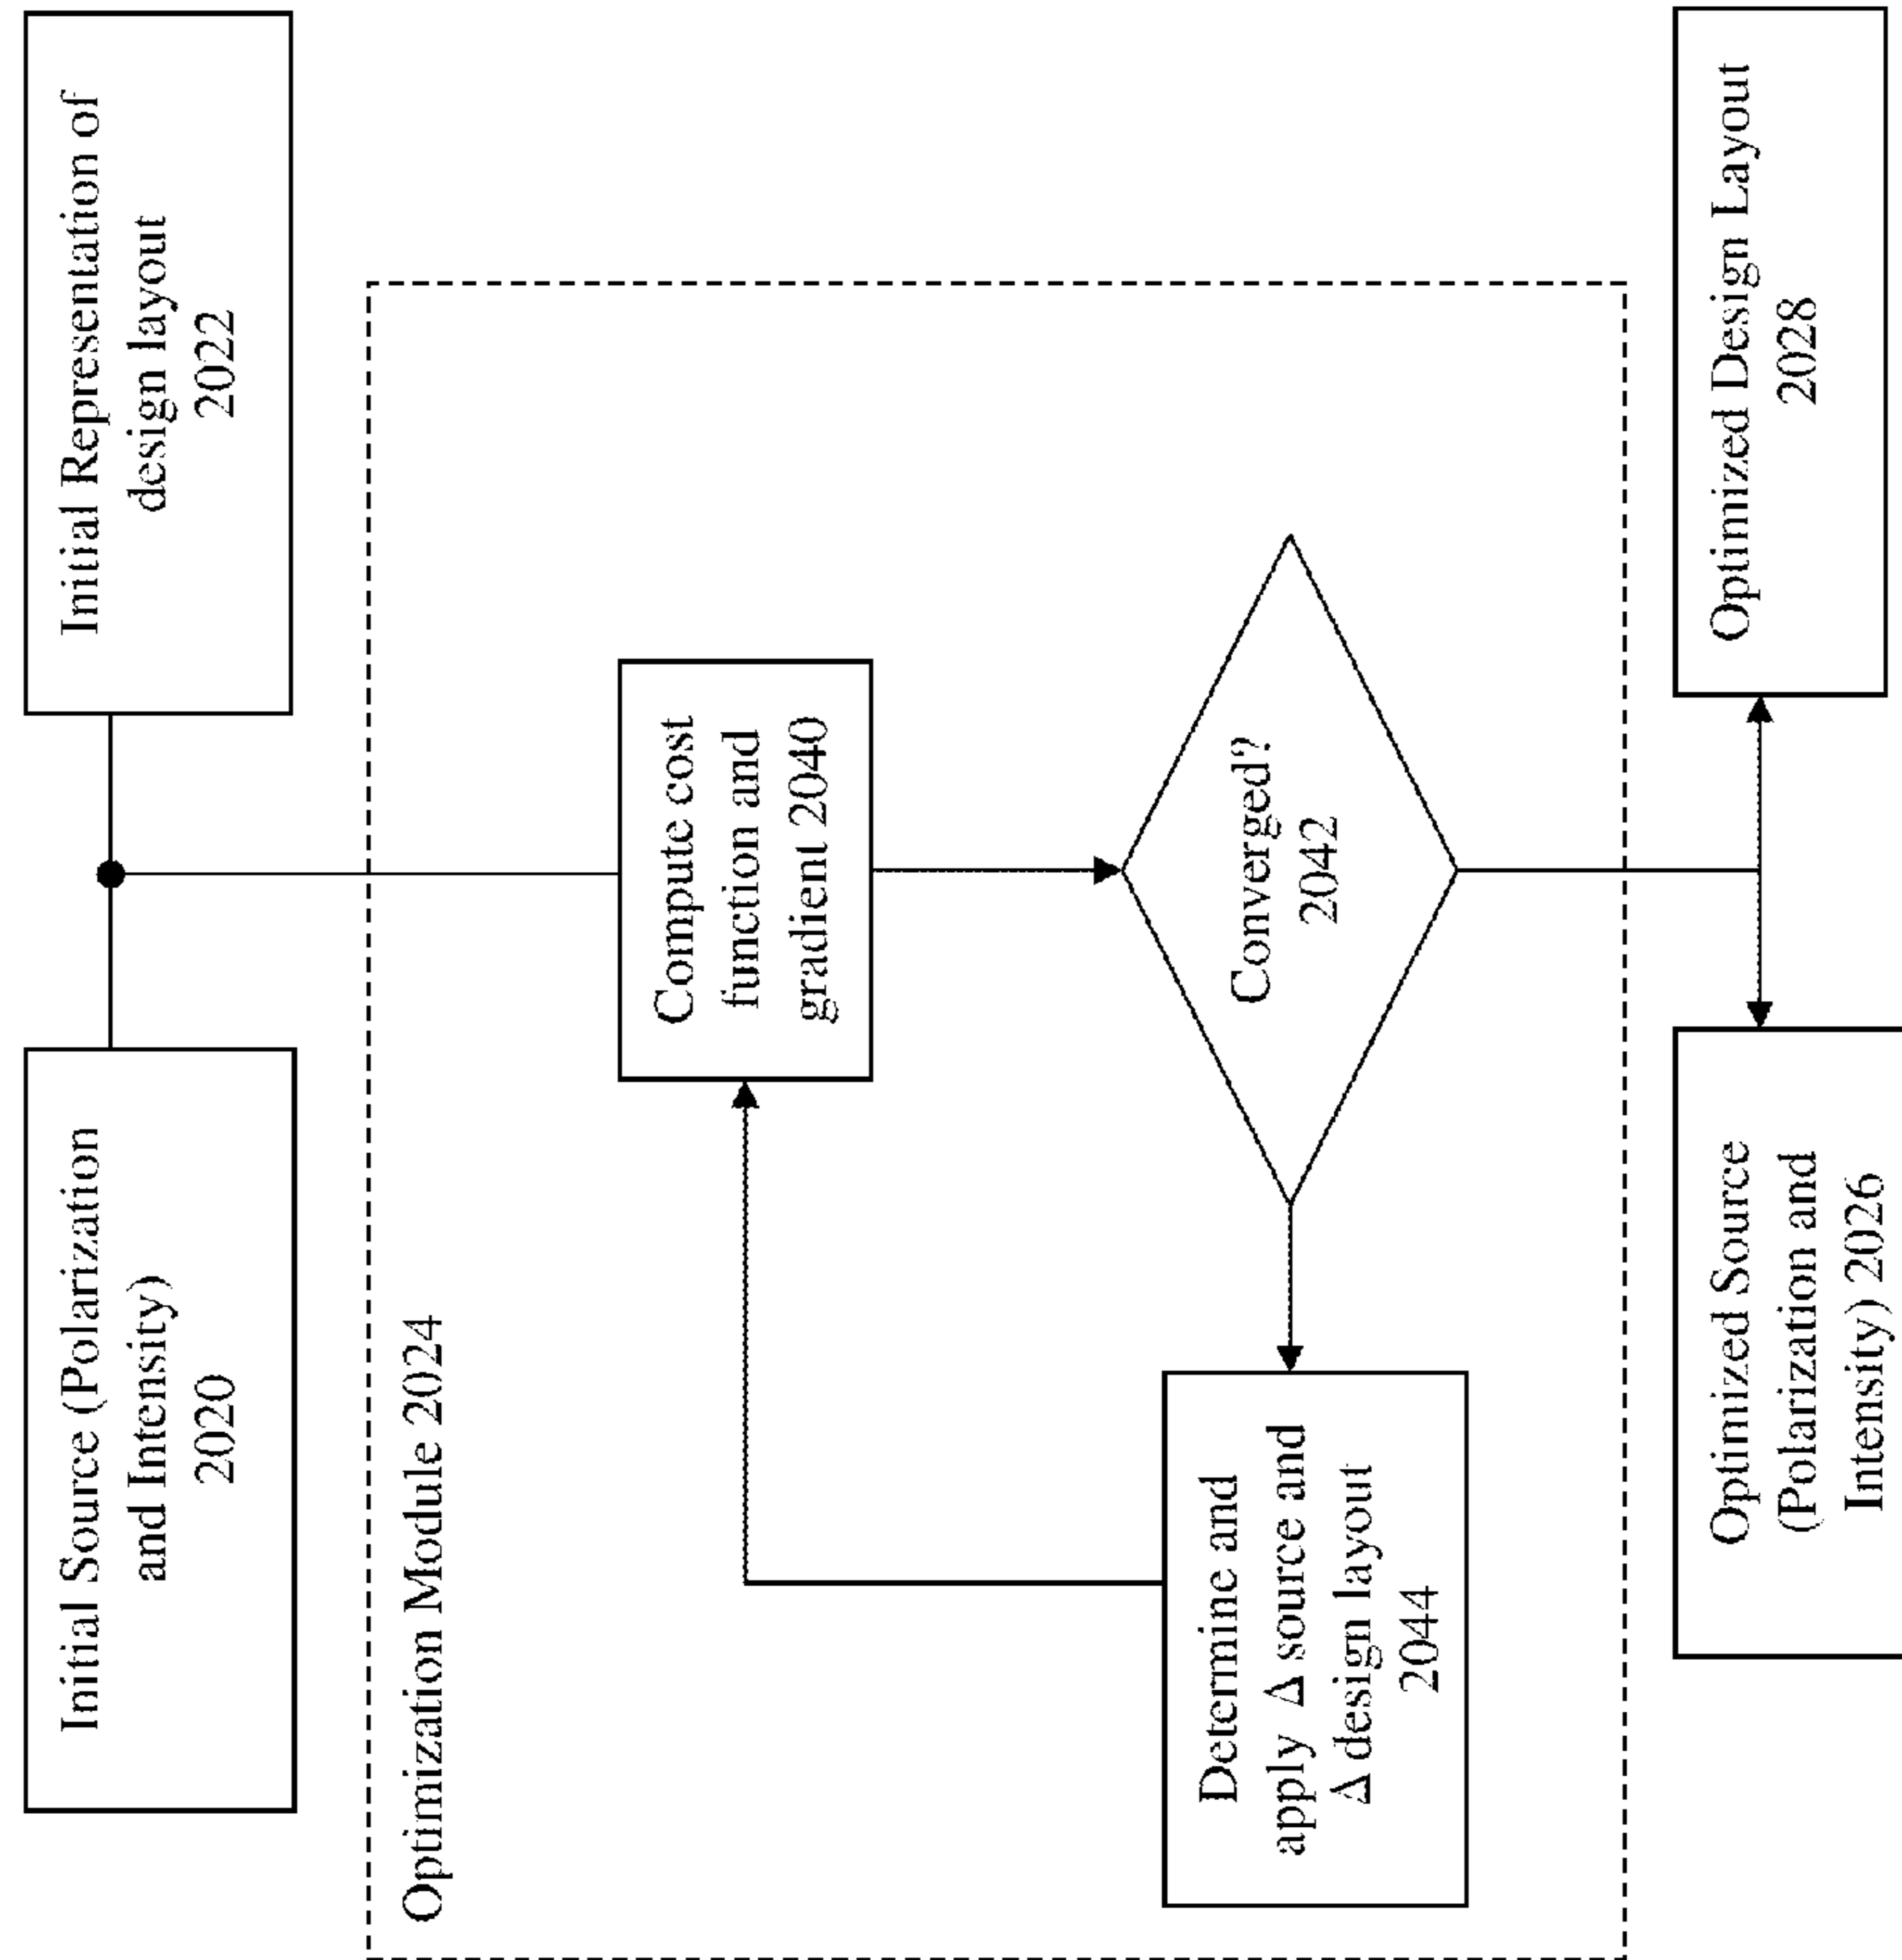 Initial Source (Polarization
and Intensity)
2020
Initial Representation of
design layout
2022
Optimization Module 2024
Compute cost
function and
gradient 2040
Converged?
2042
Determine and
apply Δ source and
Δ design layout
2044
Optimized Source
(Polarization and
Intensity) 2026
Optimized Design Layout
2028